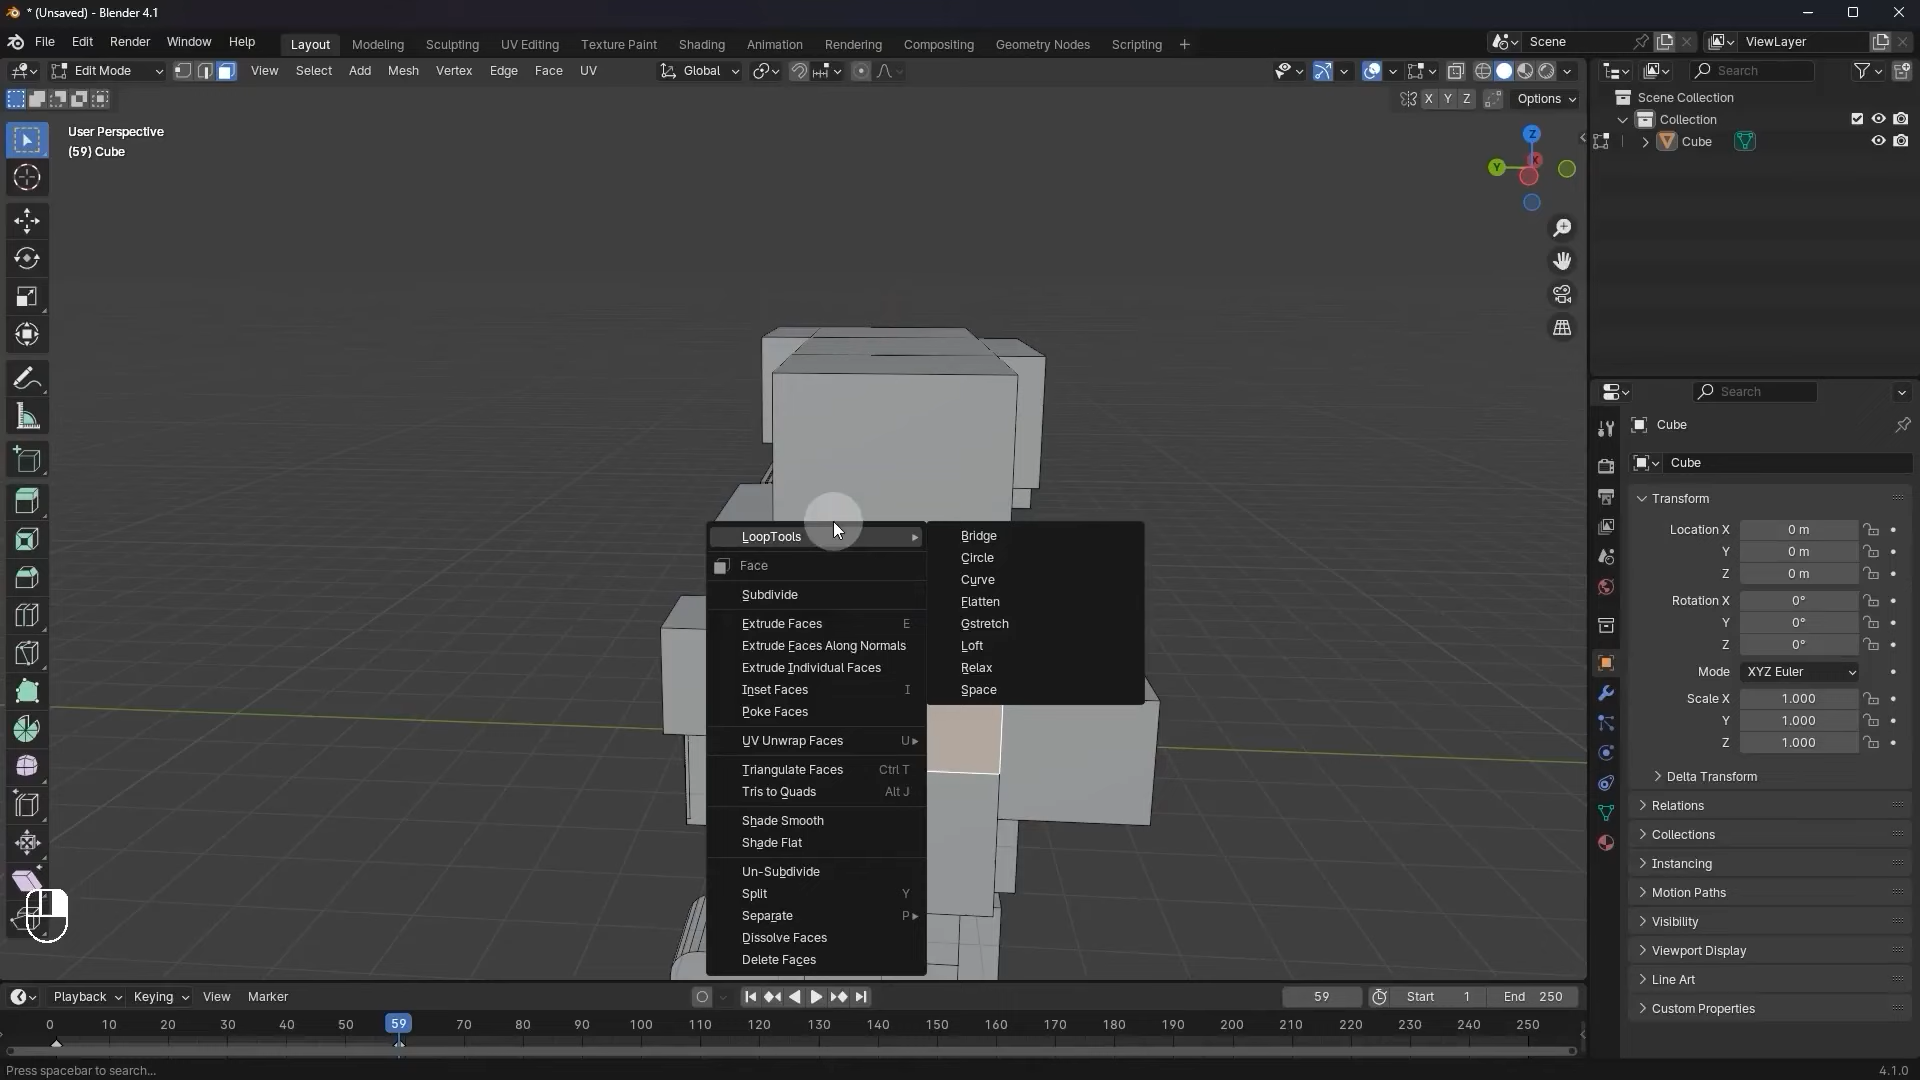 * (Unsaved) - Blender 4.1
File Edit Render Window Help Layout Modeling Sculpting UV Editing Texture Paint Shading Animation Rendering Compositing Geometry Nodes Scripting + Scene ViewLayer
Edit Mode View Select Add Mesh Vertex Edge Face UV Global Search
X Y Z Options
User Perspective
(59) Cube
Scene Collection
Collection
Cube
Z
Y
X
LoopTools
Face
Subdivide
Extrude Faces E
Extrude Faces Along Normals
Extrude Individual Faces
Inset Faces I
Poke Faces
UV Unwrap Faces U
Triangulate Faces Ctrl T
Tris to Quads Alt J
Shade Smooth
Shade Flat
Un-Subdivide
Split Y
Separate P
Dissolve Faces
Delete Faces
Bridge
Circle
Curve
Flatten
Gstretch
Loft
Relax
Space
Search
Cube
Cube
Transform
Location X 0 m
Y 0 m
Z 0 m
Rotation X 0°
Y 0°
Z 0°
Mode XYZ Euler
Scale X 1.000
Y 1.000
Z 1.000
Delta Transform
Relations
Collections
Instancing
Motion Paths
Visibility
Viewport Display
Line Art
Custom Properties
Playback Keying View Marker 59 Start 1 End 250
0 10 20 30 40 50 59 70 80 90 100 110 120 130 140 150 160 170 180 190 200 210 220 230 240 250
Press spacebar to search... 4.1.0